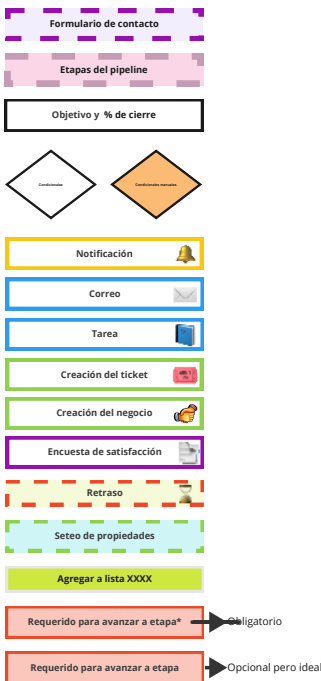 Formulario de contacto
Etapas del pipeline
Objetivo y % de cierre
Condicionales
Condicionales manuales
Notificación
Correo
Tarea
Creación del ticket
Creación del negocio
Encuesta de satisfacción
Retraso
Seteo de propiedades
Agregar a lista XXXX
Requerido para avanzar a etapa* Obligatorio
Requerido para avanzar a etapa Opcional pero ideal